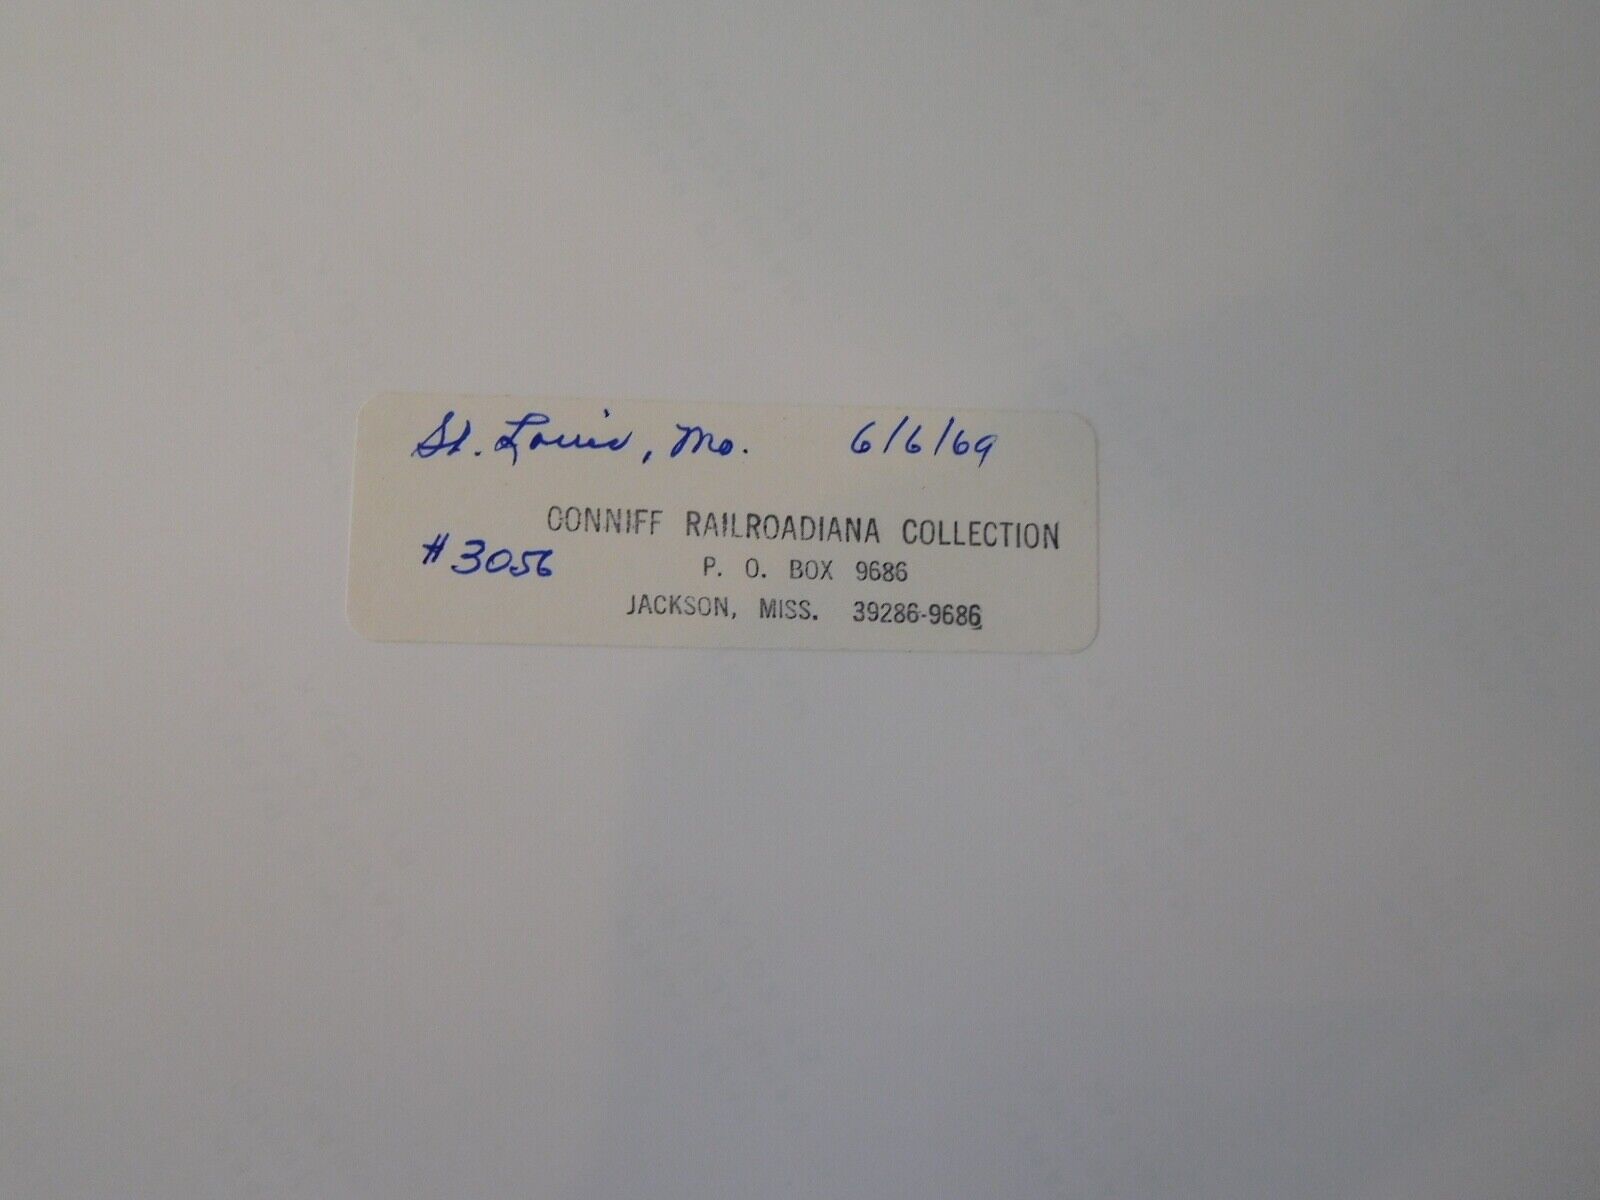 St. Louis, Mo. 6/6/69
CONNIFF RAILROADIANA COLLECTION
#3056
P. O. BOX 9686
JACKSON, MISS. 39286-9686